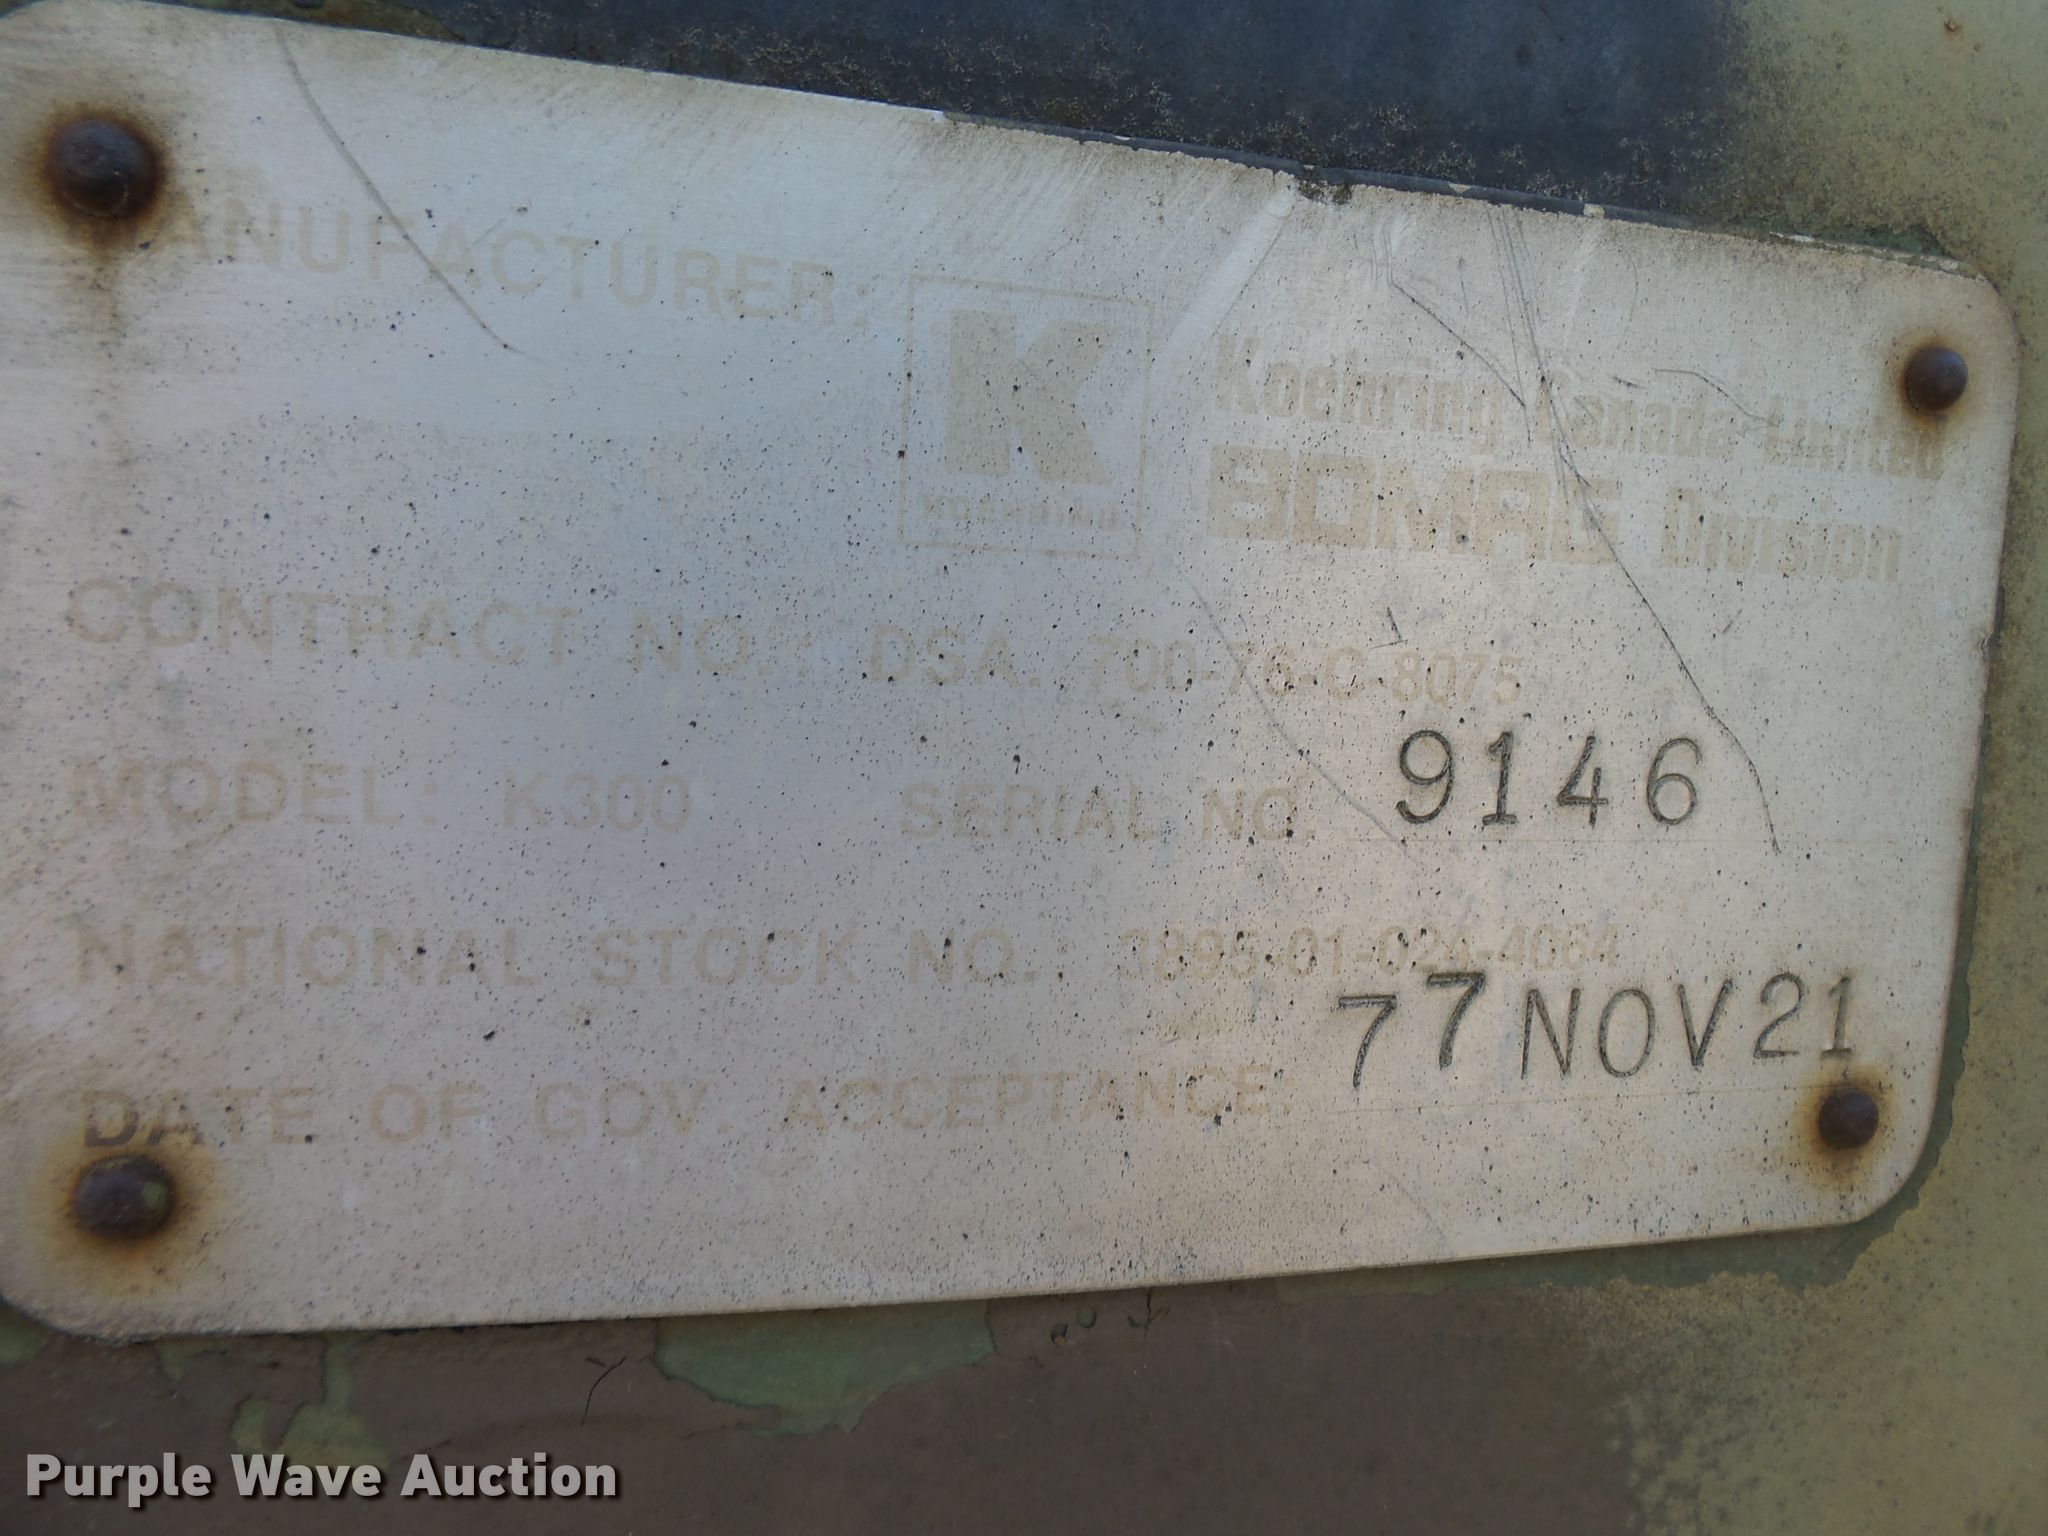 MANUFACTURER:
K
KOEHRING
Koehring Canada Limited
BOMAG Division
CONTRACT NO.: DSA. 700-76-C-8075
MODEL: K300 SERIAL NO. 9146
NATIONAL STOCK NO.: 3895-01-024-4064
DATE OF GOV. ACCEPTANCE: 77 NOV 21
Purple Wave Auction